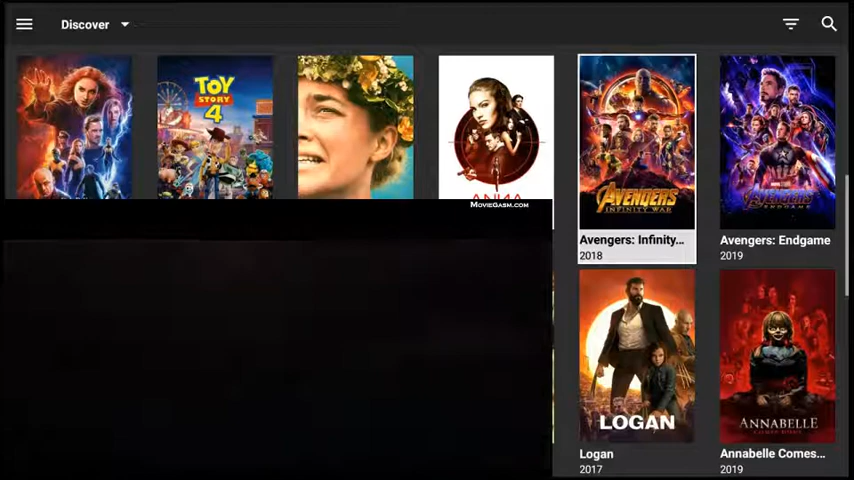 Discover
TOY
STORY
4
MOVIEGASM.COM
AVENGERS
INFINITY WAR
AVENGERS
ENDGAME
Avengers: Infinity...
2018
Avengers: Endgame
2019
LOGAN
ANNABELLE
Logan
2017
Annabelle Comes...
2019